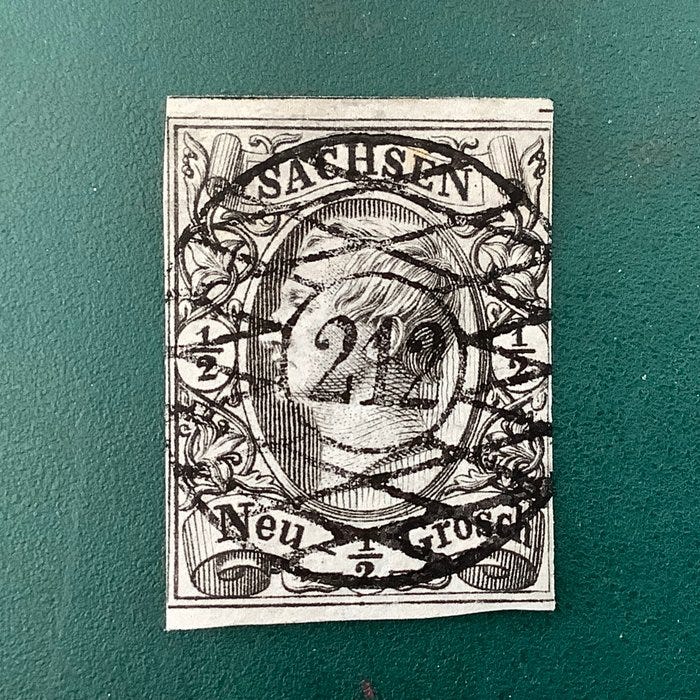 SACHSEN
212
1/2 1/2
Neu 1/2 Grosch